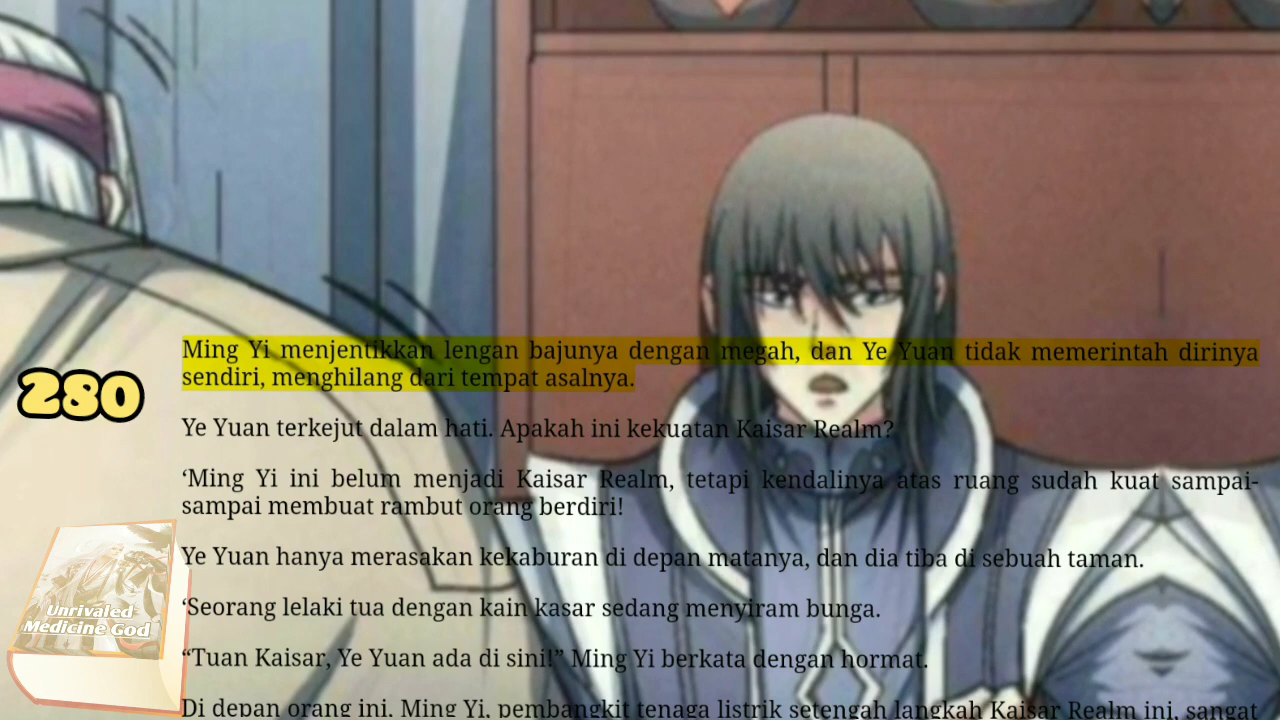 Ming Yi menjentikkan lengan bajunya dengan megah, dan Ye Yuan tidak memerintah dirinya
sendiri, menghilang dari tempat asalnya.
280
Ye Yuan terkejut dalam hati. Apakah ini kekuatan Kaisar Realm?
‘Ming Yi ini belum menjadi Kaisar Realm, tetapi kendalinya atas ruang sudah kuat sampai-
sampai membuat rambut orang berdiri!
Ye Yuan hanya merasakan kekaburan di depan matanya, dan dia tiba di sebuah taman.
‘Seorang lelaki tua dengan kain kasar sedang menyiram bunga.
Unrivaled
Medicine God
“Tuan Kaisar, Ye Yuan ada di sini!” Ming Yi berkata dengan hormat.
Di depan orang ini, Ming Yi, pembangkit tenaga listrik setengah langkah Kaisar Realm ini, sangat